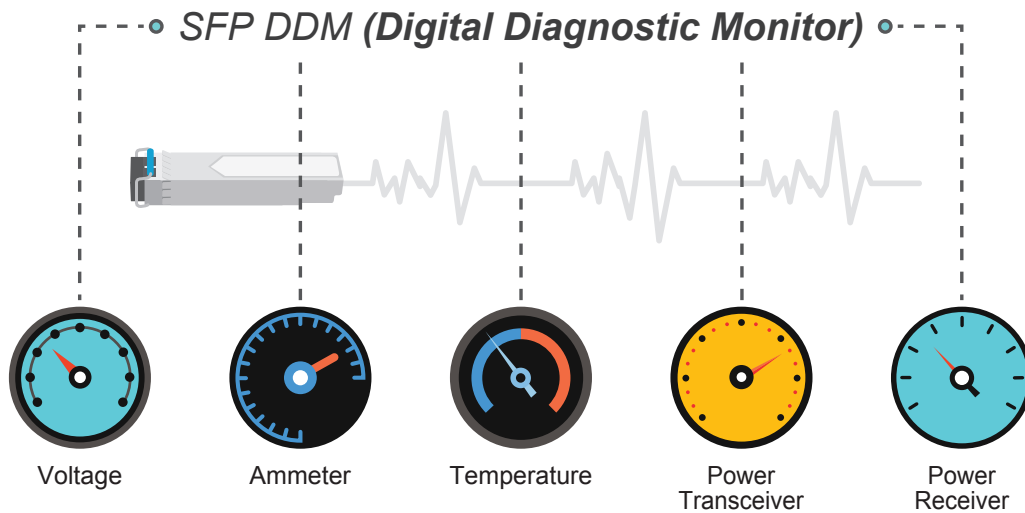 SFP DDM (Digital Diagnostic Monitor)
Voltage
Ammeter
Temperature
Power
Transceiver
Power
Receiver